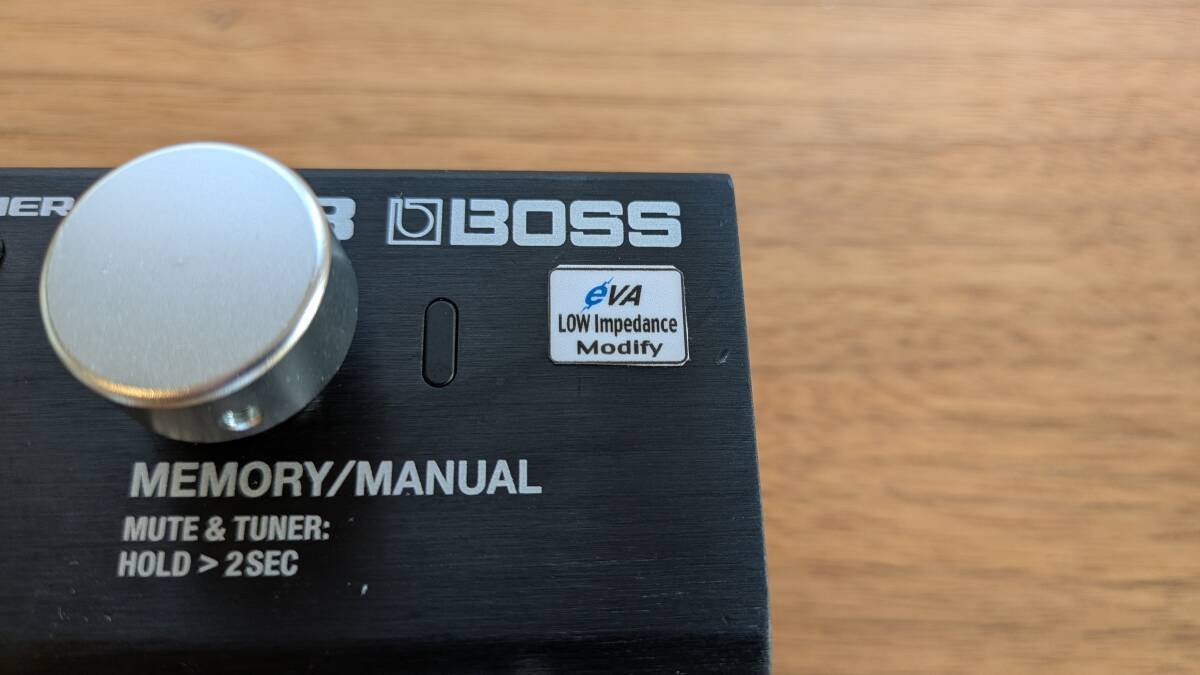 BOSS
eVA
LOW Impedance
Modify
MEMORY/MANUAL
MUTE & TUNER:
HOLD > 2SEC